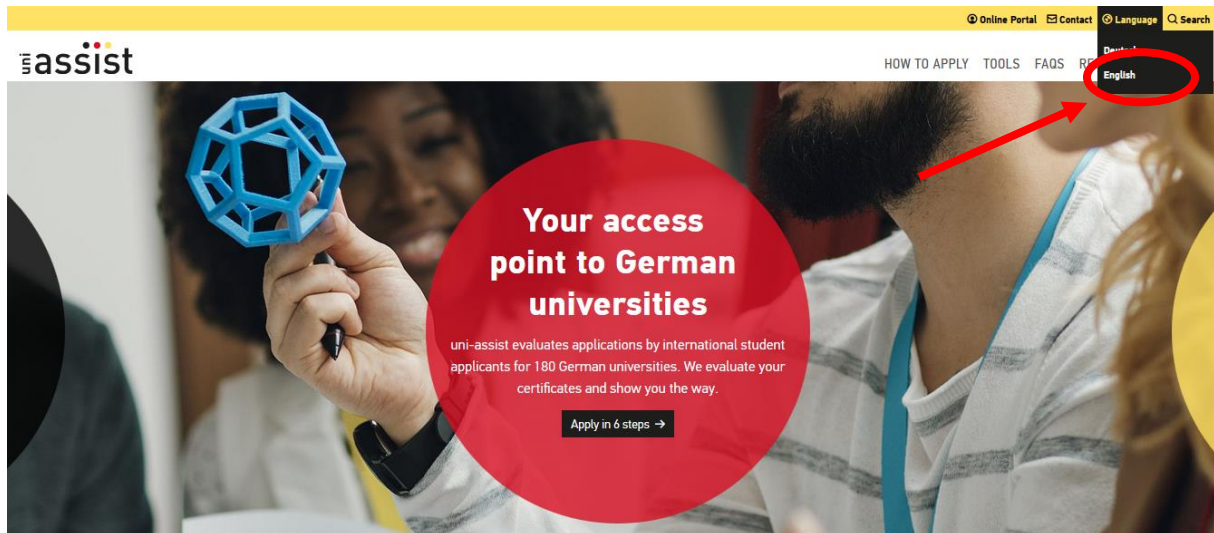 Online Portal Contact Language Search
uni assist
Deutsch
HOW TO APPLY TOOLS FAQS
English
Your access
point to German
universities
uni-assist evaluates applications by international student
applicants for 180 German universities. We evaluate your
certificates and show you the way.
Apply in 6 steps →